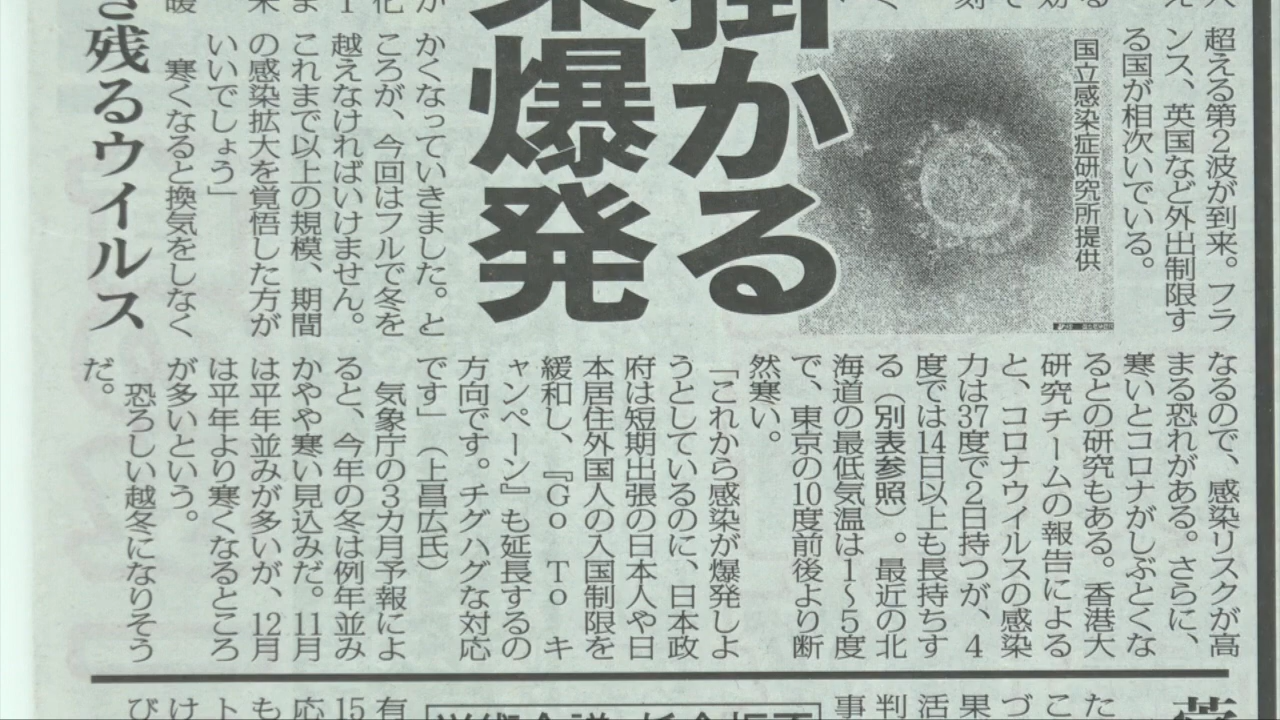 掛かる
爆発
き残るウイルス
国立感染症研究所提供
超える第２波が到来。フラ
ンス、英国など外出制限す
る国が相次いでいる。
かくなっていきました。と
ころが、今回はフルで冬を
越えなければいけません。
これまで以上の規模、期間
の感染拡大を覚悟した方が
いいでしょう」
寒くなると換気をしなく
なるので、感染リスクが高
まる恐れがある。さらに、
寒いとコロナがしぶとくな
るとの研究もある。香港大
研究チームの報告による
と、コロナウイルスの感染
力は37度で２日持つが、４
度では14日以上も長持ちす
る（別表参照）。最近の北
海道の最低気温は１〜５度
で、東京の10度前後より断
然寒い。
「これから感染が爆発しよ
うとしているのに、日本政
府は短期出張の日本人や日
本居住外国人の入国制限を
緩和し、『Ｇｏ Ｔｏ キ
ャンペーン』も延長するの
方向です。チグハグな対応
です」（上昌広氏）
気象庁の３カ月予報によ
ると、今年の冬は例年並み
かやや寒い見込みだ。11月
は平年並みが多いが、12月
は平年より寒くなるところ
が多いという。
恐ろしい越冬になりそう
だ。